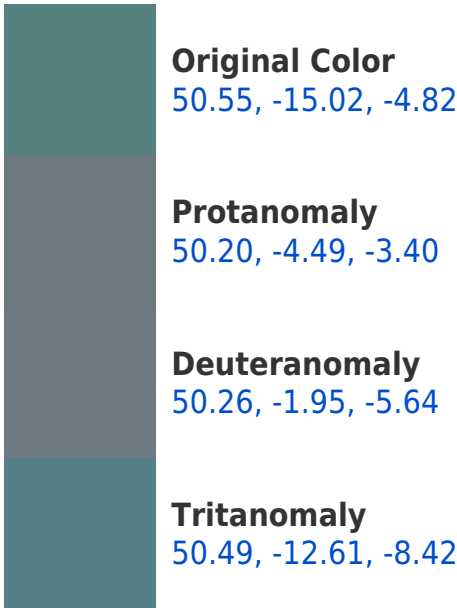 Original Color
50.55, -15.02, -4.82
Protanomaly
50.20, -4.49, -3.40
Deuteranomaly
50.26, -1.95, -5.64
Tritanomaly
50.49, -12.61, -8.42